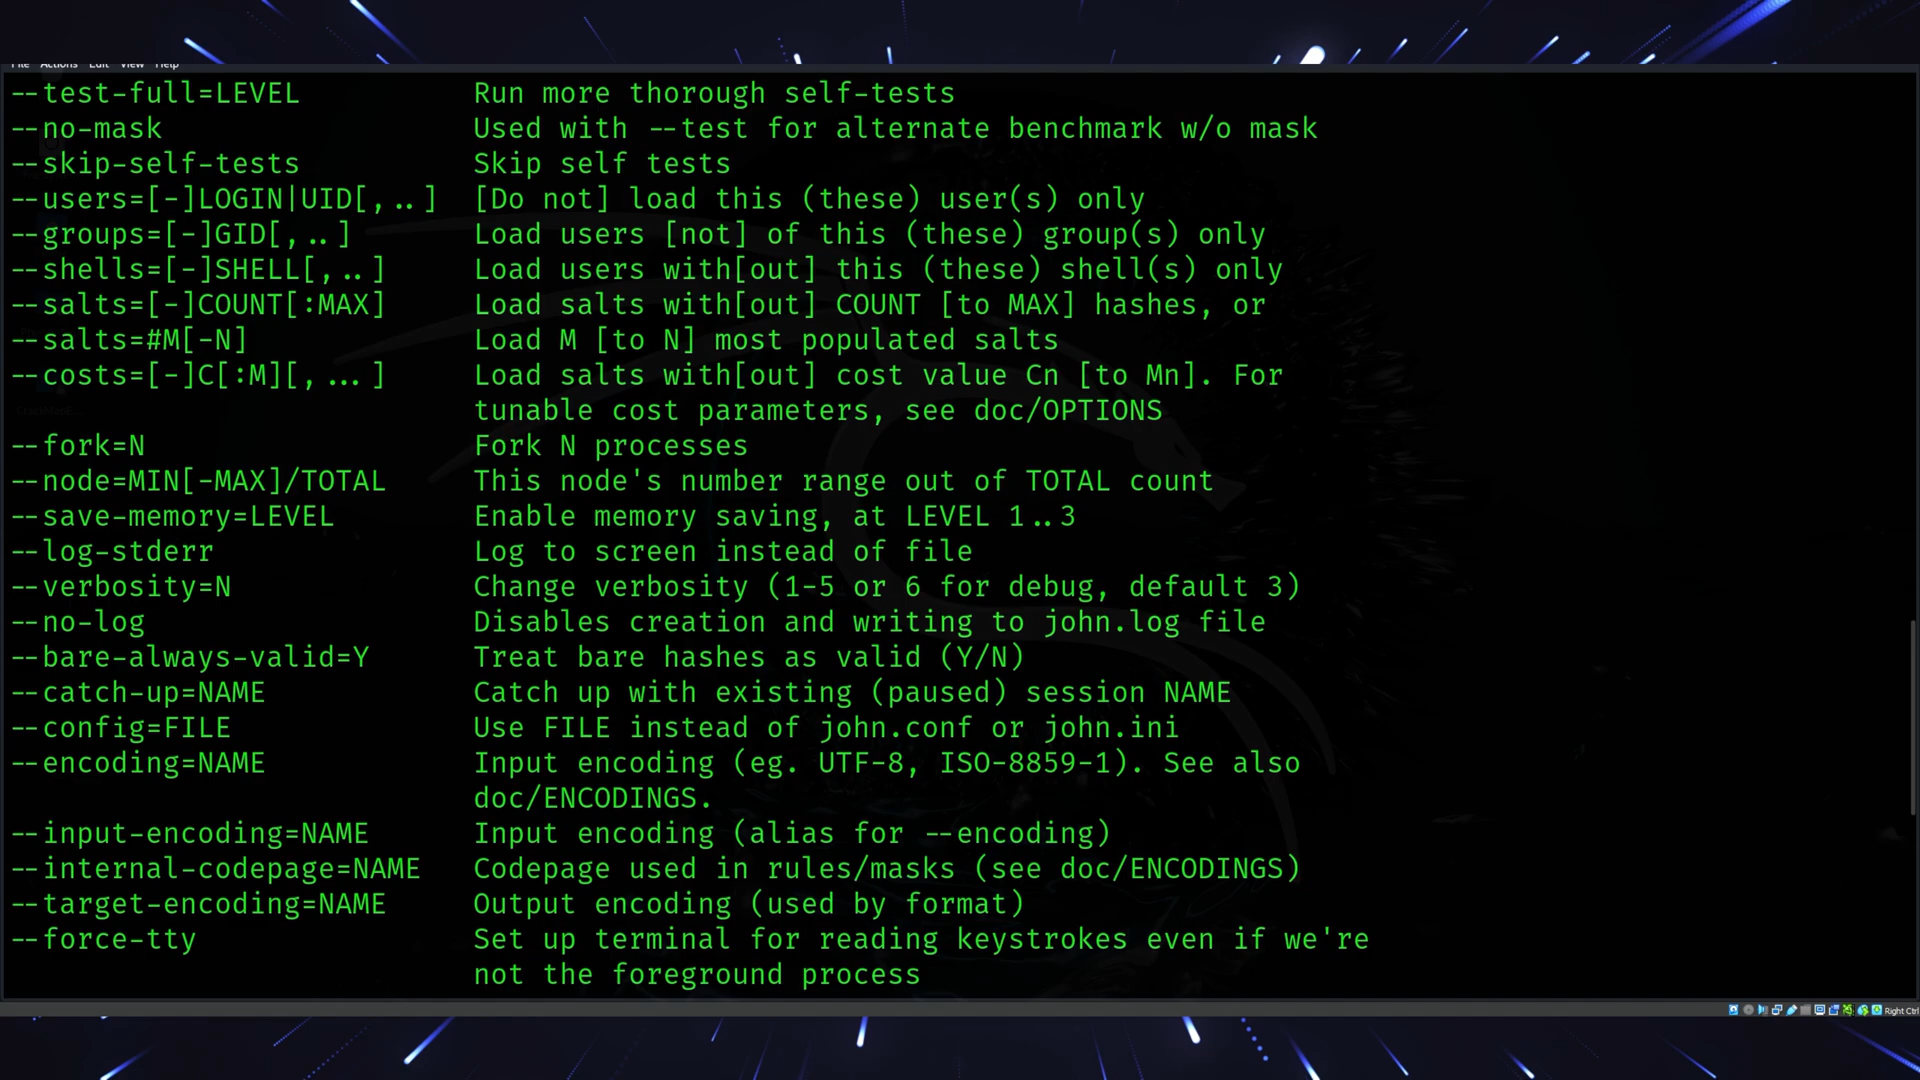 File Actions Edit View Help
--test-full=LEVEL Run more thorough self-tests
--no-mask Used with --test for alternate benchmark w/o mask
--skip-self-tests Skip self tests
--users=[-]LOGIN|UID[,..] [Do not] load this (these) user(s) only
--groups=[-]GID[,..] Load users [not] of this (these) group(s) only
--shells=[-]SHELL[,..] Load users with[out] this (these) shell(s) only
--salts=[-]COUNT[:MAX] Load salts with[out] COUNT [to MAX] hashes, or
--salts=#M[-N] Load M [to N] most populated salts
--costs=[-]C[:M][,...] Load salts with[out] cost value Cn [to Mn]. For
tunable cost parameters, see doc/OPTIONS
--fork=N Fork N processes
--node=MIN[-MAX]/TOTAL This node's number range out of TOTAL count
--save-memory=LEVEL Enable memory saving, at LEVEL 1..3
--log-stderr Log to screen instead of file
--verbosity=N Change verbosity (1-5 or 6 for debug, default 3)
--no-log Disables creation and writing to john.log file
--bare-always-valid=Y Treat bare hashes as valid (Y/N)
--catch-up=NAME Catch up with existing (paused) session NAME
--config=FILE Use FILE instead of john.conf or john.ini
--encoding=NAME Input encoding (eg. UTF-8, ISO-8859-1). See also
doc/ENCODINGS.
--input-encoding=NAME Input encoding (alias for --encoding)
--internal-codepage=NAME Codepage used in rules/masks (see doc/ENCODINGS)
--target-encoding=NAME Output encoding (used by format)
--force-tty Set up terminal for reading keystrokes even if we're
not the foreground process
Right Ctrl